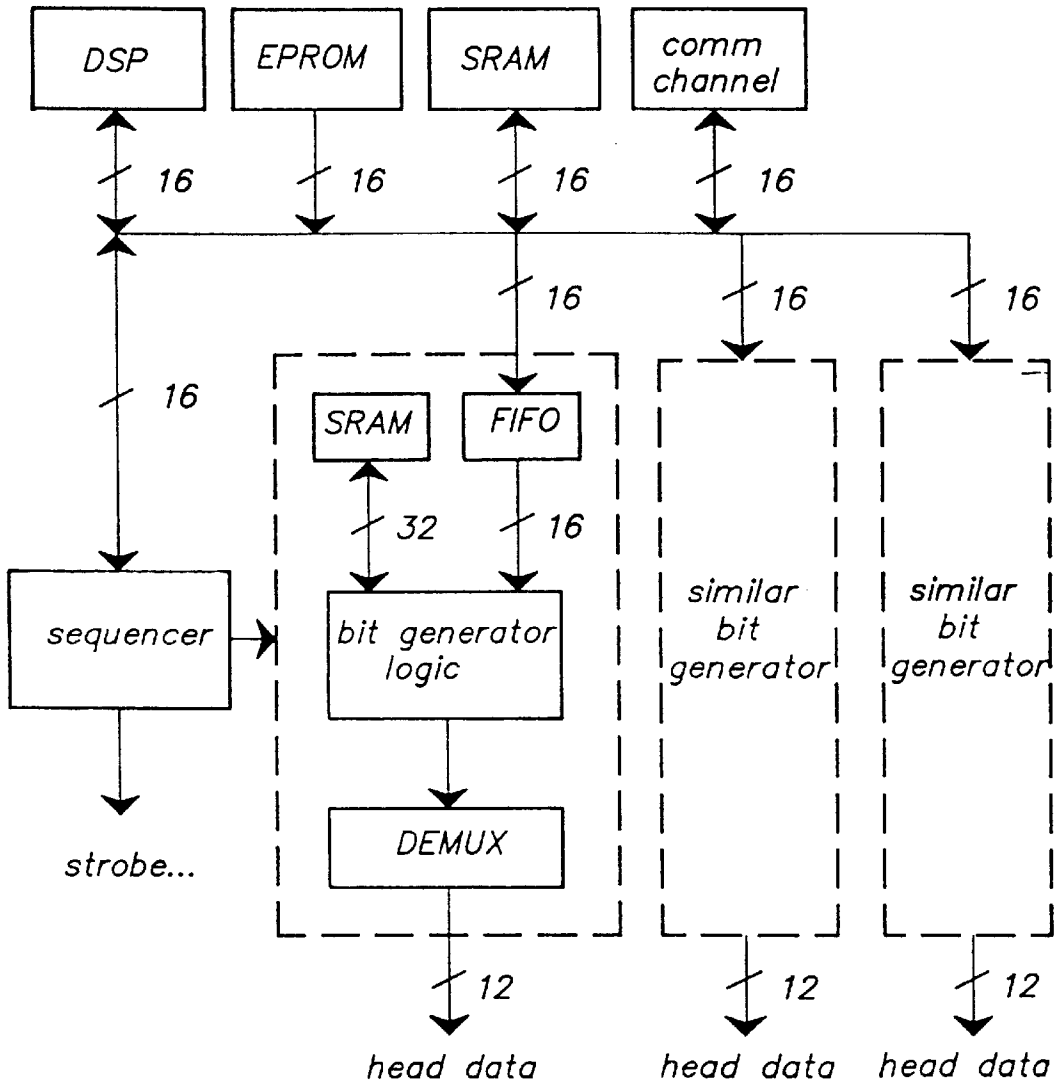 DSP
EPROM
SRAM
comm
channel
16
16
16
16
16
16
16
16
SRAM
FIFO
32
16
sequencer
bit generator
logic
similar
bit
generator
similar
bit
generator
DEMUX
strobe...
12
12
12
head data
head data
head data